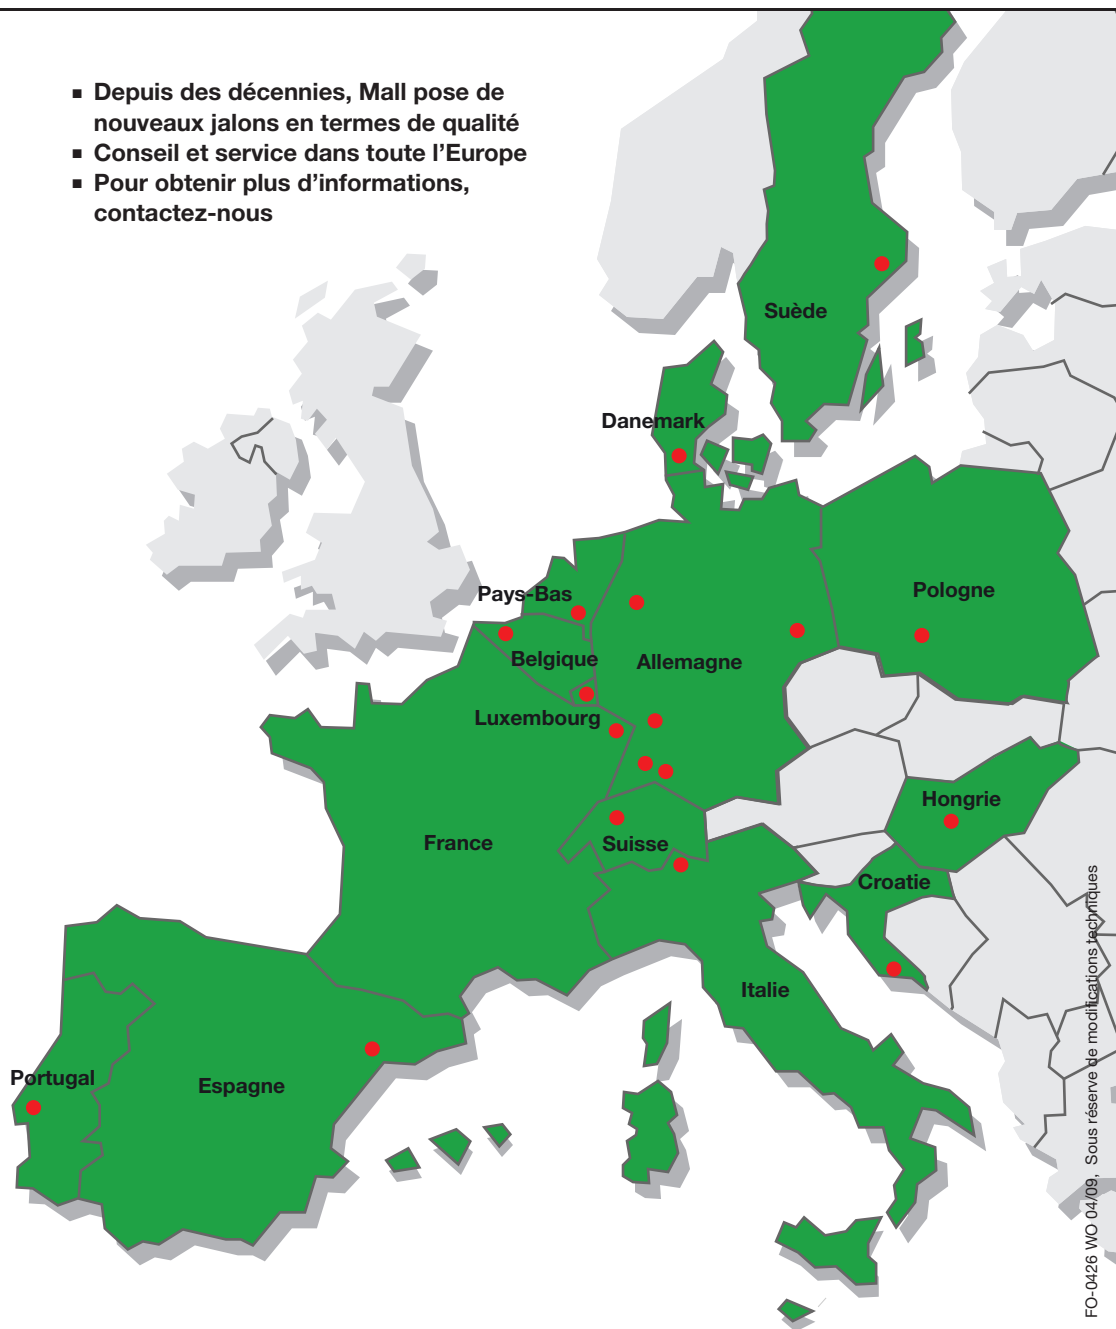 ▪ Depuis des décennies, Mall pose de
nouveaux jalons en termes de qualité
▪ Conseil et service dans toute l’Europe
▪ Pour obtenir plus d’informations,
contactez-nous
Suède
Danemark
Pays-Bas
Pologne
Belgique
Allemagne
Luxembourg
Hongrie
France
Suisse
Croatie
Italie
Portugal
Espagne
FO-0426 WO 04/09, Sous réserve de modifications techniques